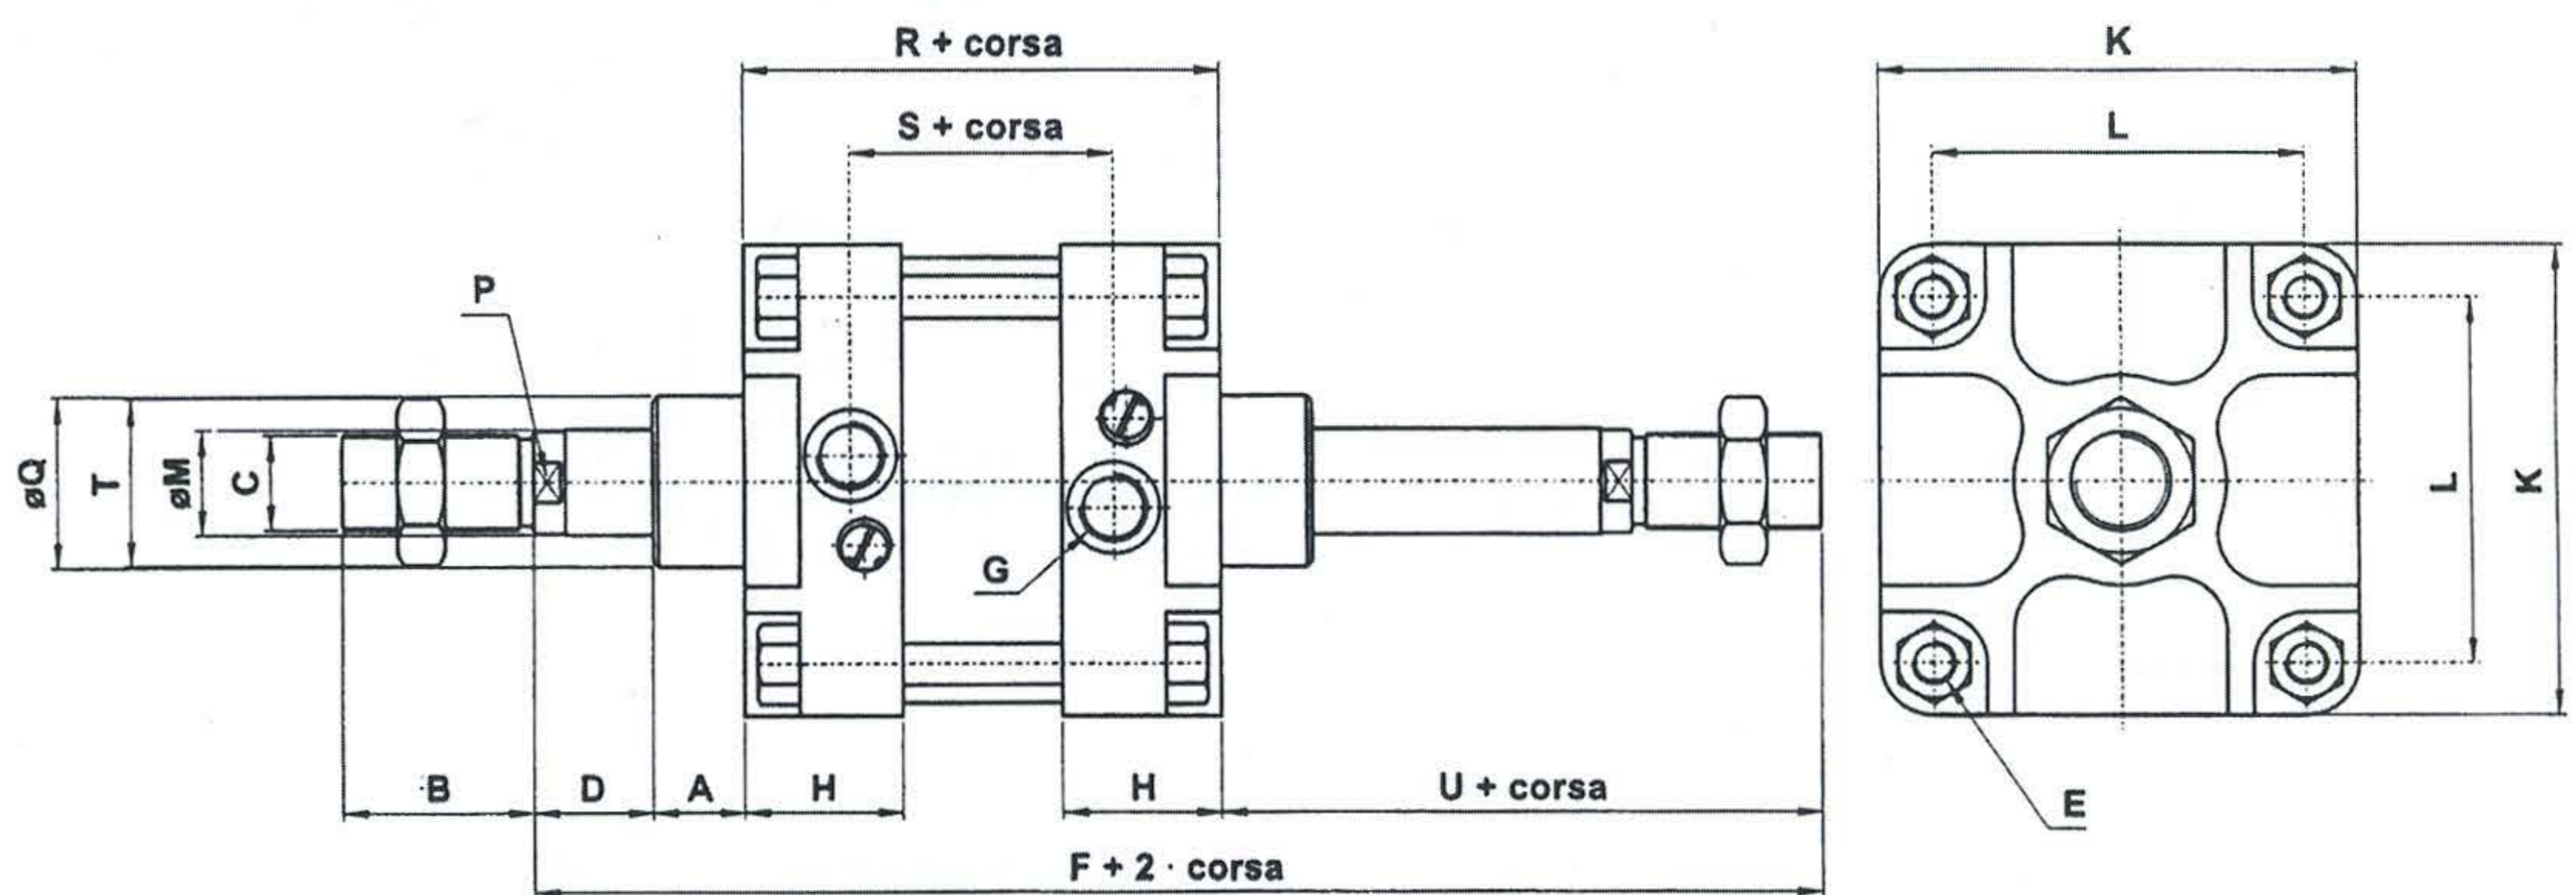 R + corsa
K
S + corsa
L
P
øQ
T
øM
C
G
L
K
B
D
A
H
H
U + corsa
E
F + 2 · corsa